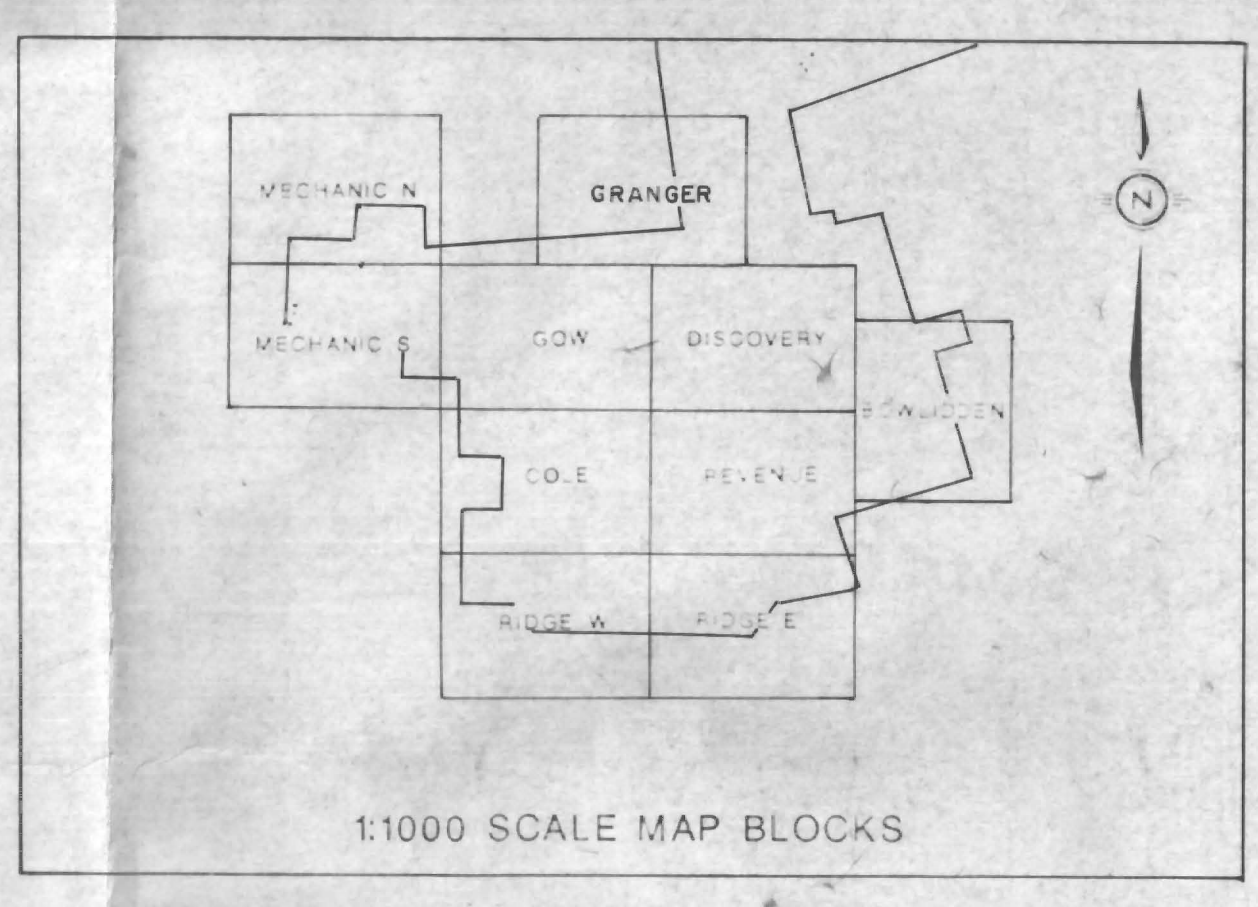 MECHANIC N
GRANGER
N
MECHANIC S
GOW
DISCOVERY
BOWLIDDEN
COLE
REVENUE
RIDGE W
RIDGE E
1:1000 SCALE MAP BLOCKS